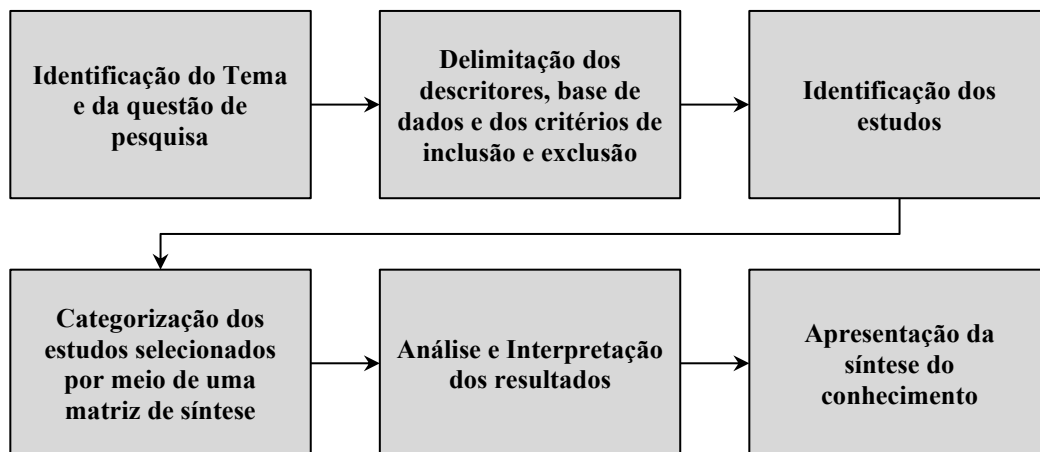 Identificação do Tema
e da questão de
pesquisa
Delimitação dos
descritores, base de
dados e dos critérios de
inclusão e exclusão
Identificação dos
estudos
Categorização dos
estudos selecionados
por meio de uma
matriz de síntese
Análise e Interpretação
dos resultados
Apresentação da
síntese do
conhecimento